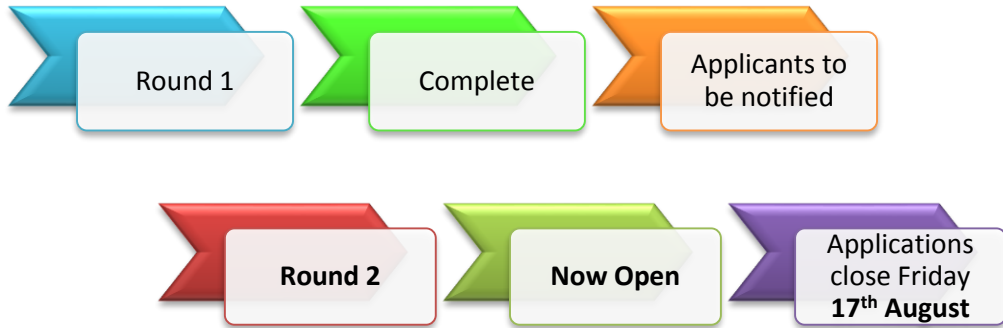 Round 1
Complete
Applicants to
be notified
Round 2
Now Open
Applications
close Friday
17th August